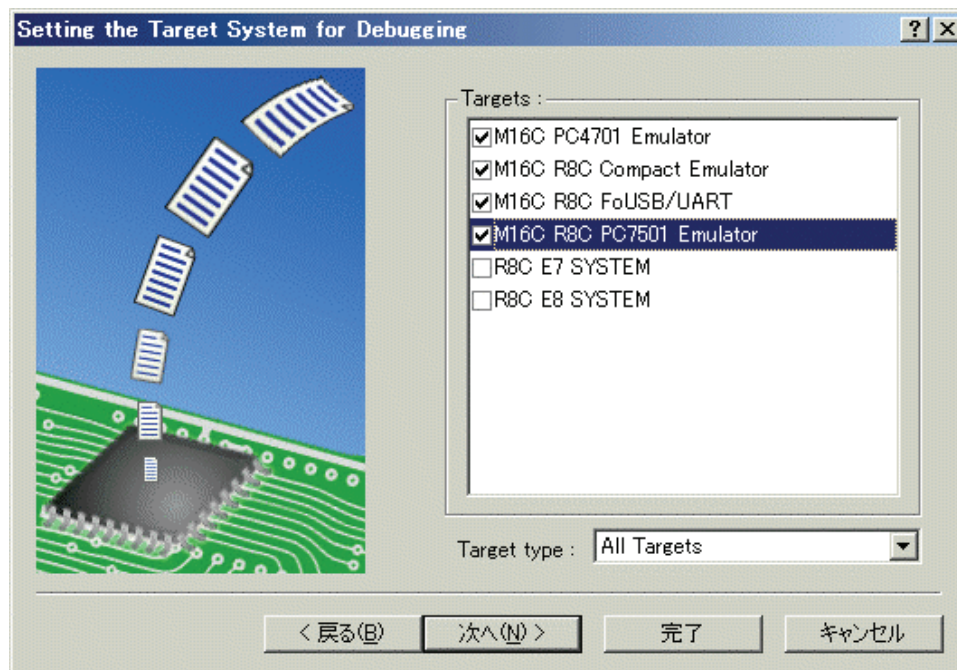 Setting the Target System for Debugging
Targets :
M16C PC4701 Emulator
M16C R8C Compact Emulator
M16C R8C FoUSB/UART
M16C R8C PC7501 Emulator
R8C E7 SYSTEM
R8C E8 SYSTEM
Target type :
All Targets
< 戻る(B)
次へ(N) >
完了
キャンセル